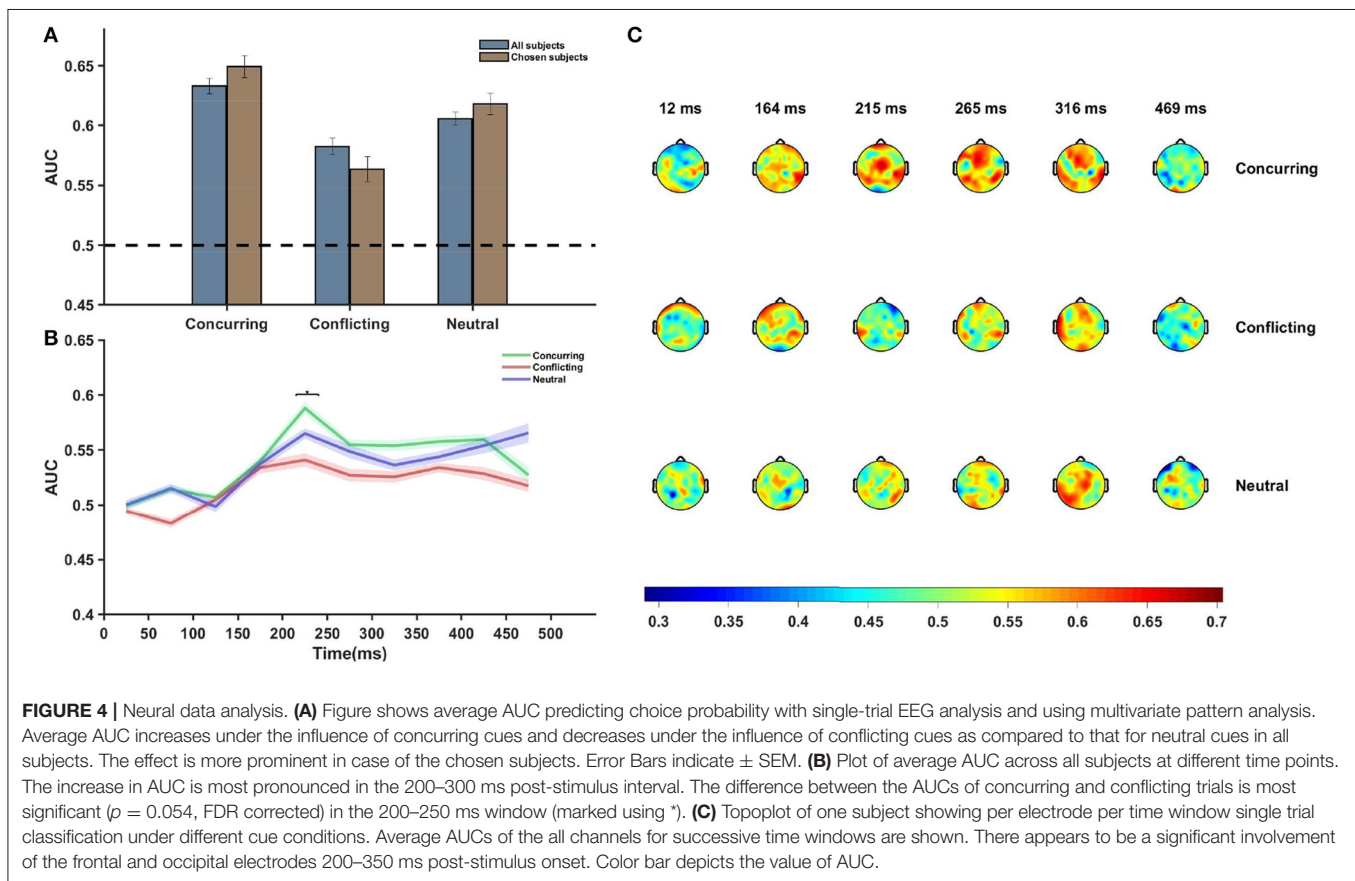 A
0.65
0.6
0.55
0.5
0.45
AUC
All subjects
Chosen subjects
Concurring
Conflicting
Neutral
B
0.65
0.6
0.55
0.5
0.45
0.4
AUC
Concurring
Conflicting
Neutral
*
0 50 100 150 200 250 300 350 400 450 500
Time(ms)
C
12 ms 164 ms 215 ms 265 ms 316 ms 469 ms
Concurring
Conflicting
Neutral
0.3 0.35 0.4 0.45 0.5 0.55 0.6 0.65 0.7
FIGURE 4 | Neural data analysis. (A) Figure shows average AUC predicting choice probability with single-trial EEG analysis and using multivariate pattern analysis.
Average AUC increases under the influence of concurring cues and decreases under the influence of conflicting cues as compared to that for neutral cues in all
subjects. The effect is more prominent in case of the chosen subjects. Error Bars indicate ± SEM. (B) Plot of average AUC across all subjects at different time points.
The increase in AUC is most pronounced in the 200–300 ms post-stimulus interval. The difference between the AUCs of concurring and conflicting trials is most
significant (p = 0.054, FDR corrected) in the 200–250 ms window (marked using *). (C) Topoplot of one subject showing per electrode per time window single trial
classification under different cue conditions. Average AUCs of the all channels for successive time windows are shown. There appears to be a significant involvement
of the frontal and occipital electrodes 200–350 ms post-stimulus onset. Color bar depicts the value of AUC.